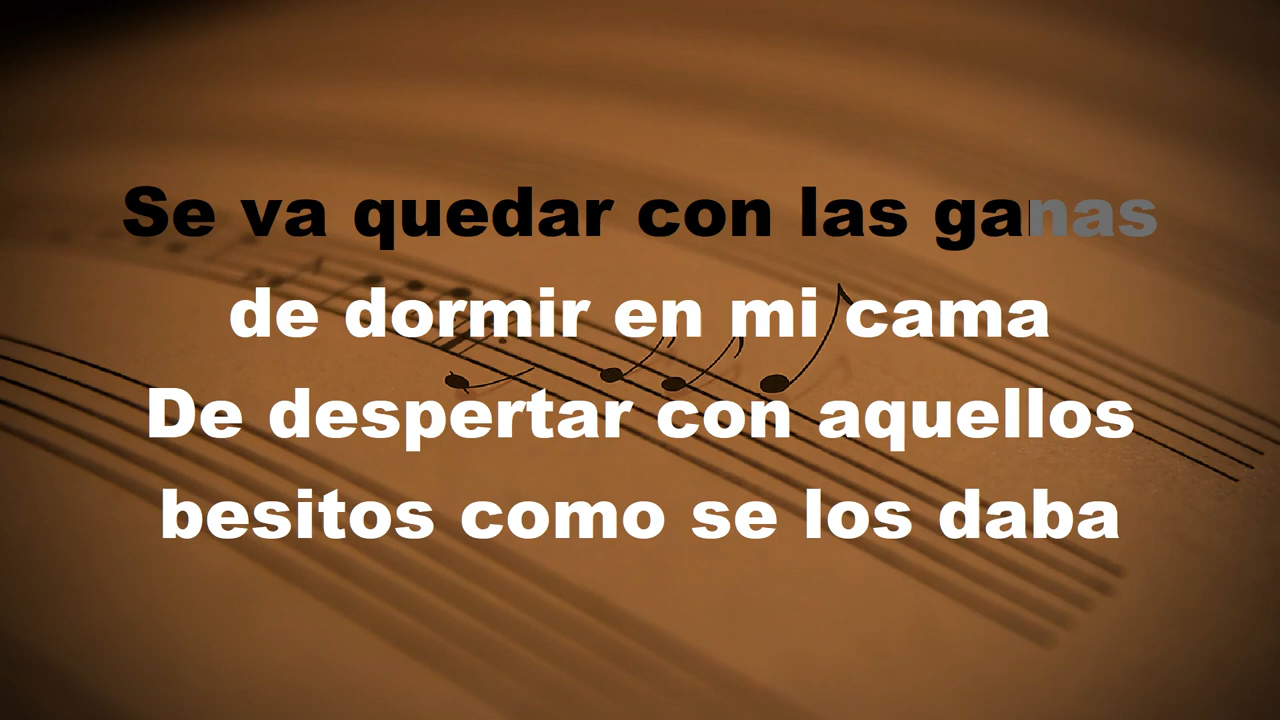 Se va quedar con las ganas
de dormir en mi cama
De despertar con aquellos
besitos como se los daba